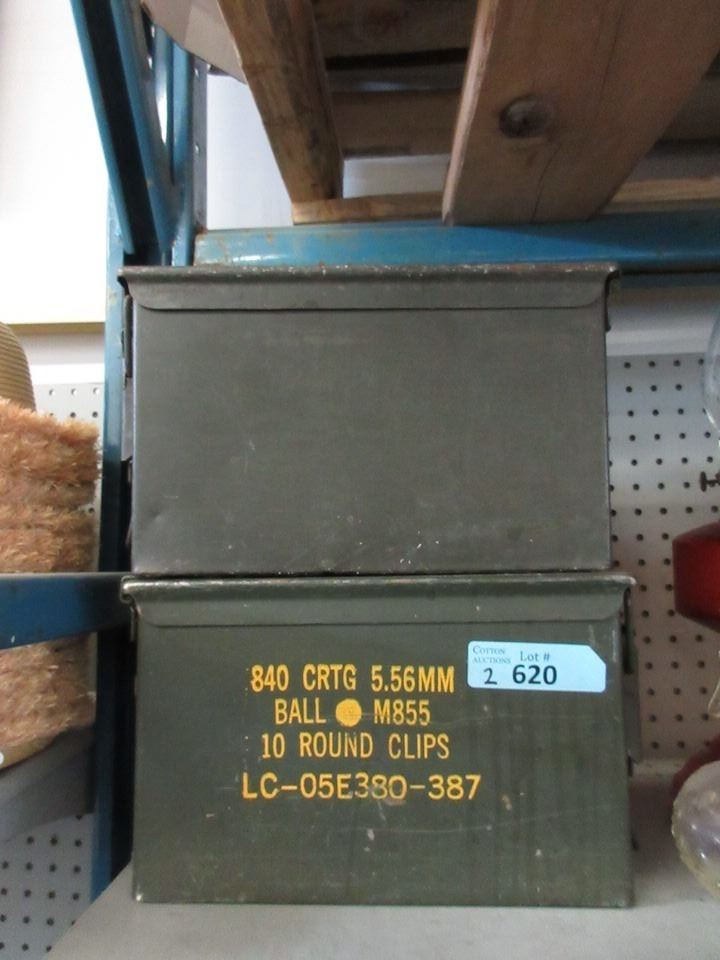 840 CRTG 5.56MM
BALL M855
10 ROUND CLIPS
LC-05E380-387
COTTON
AUCTIONS Lot #
2 620